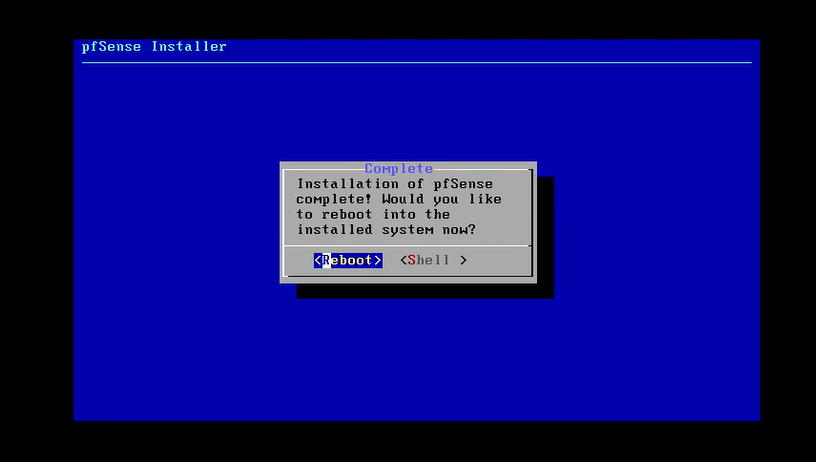 pfSense Installer
Complete
Installation of pfSense
complete! Would you like
to reboot into the
installed system now?
<Reboot> <Shell >